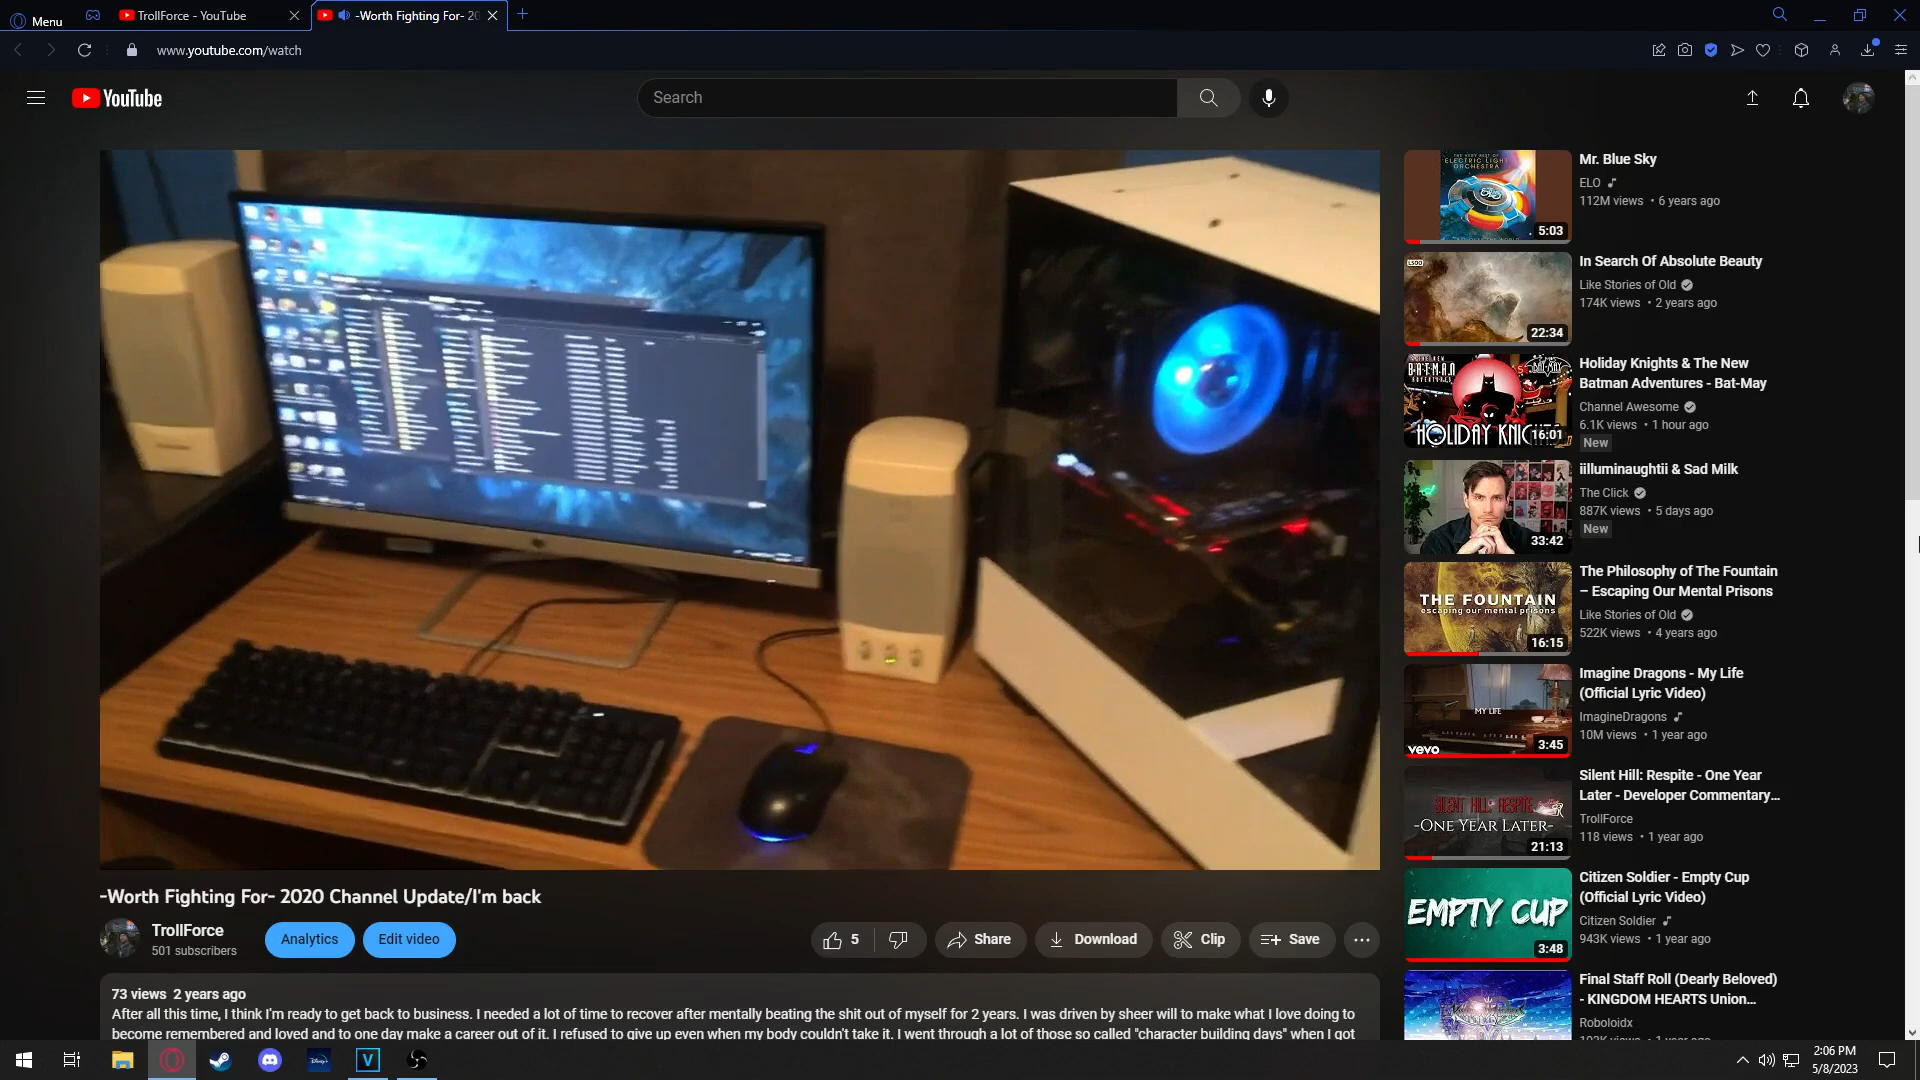 Menu
TrollForce - YouTube
-Worth Fighting For- 20
www.youtube.com/watch
YouTube
Search
Mr. Blue Sky
ELO
112M views • 6 years ago
5:03
In Search Of Absolute Beauty
Like Stories of Old
174K views • 2 years ago
22:34
Holiday Knights & The New
Batman Adventures - Bat-May
Channel Awesome
6.1K views • 1 hour ago
New
16:01
iilluminaughtii & Sad Milk
The Click
887K views • 5 days ago
New
33:42
The Philosophy of The Fountain
– Escaping Our Mental Prisons
Like Stories of Old
522K views • 4 years ago
THE FOUNTAIN
escaping our mental prisons
16:15
Imagine Dragons - My Life
(Official Lyric Video)
ImagineDragons
10M views • 1 year ago
MY LIFE
vevo
3:45
Silent Hill: Respite - One Year
Later - Developer Commentary...
TrollForce
118 views • 1 year ago
SILENT HILL: RESPITE
-ONE YEAR LATER-
21:13
Citizen Soldier - Empty Cup
(Official Lyric Video)
Citizen Soldier
943K views • 1 year ago
EMPTY CUP
3:48
Final Staff Roll (Dearly Beloved)
- KINGDOM HEARTS Union...
Roboloidx
-Worth Fighting For- 2020 Channel Update/I'm back
TrollForce
501 subscribers
Analytics
Edit video
5
Share
Download
Clip
Save
73 views 2 years ago
After all this time, I think I'm ready to get back to business. I needed a lot of time to recover after mentally beating the shit out of myself for 2 years. I was driven by sheer will to make what I love doing to
become remembered and loved and to one day make a career out of it. I refused to give up even when my body couldn't take it. I went through a lot of those so called "character building days" when I got
2:06 PM
5/8/2023